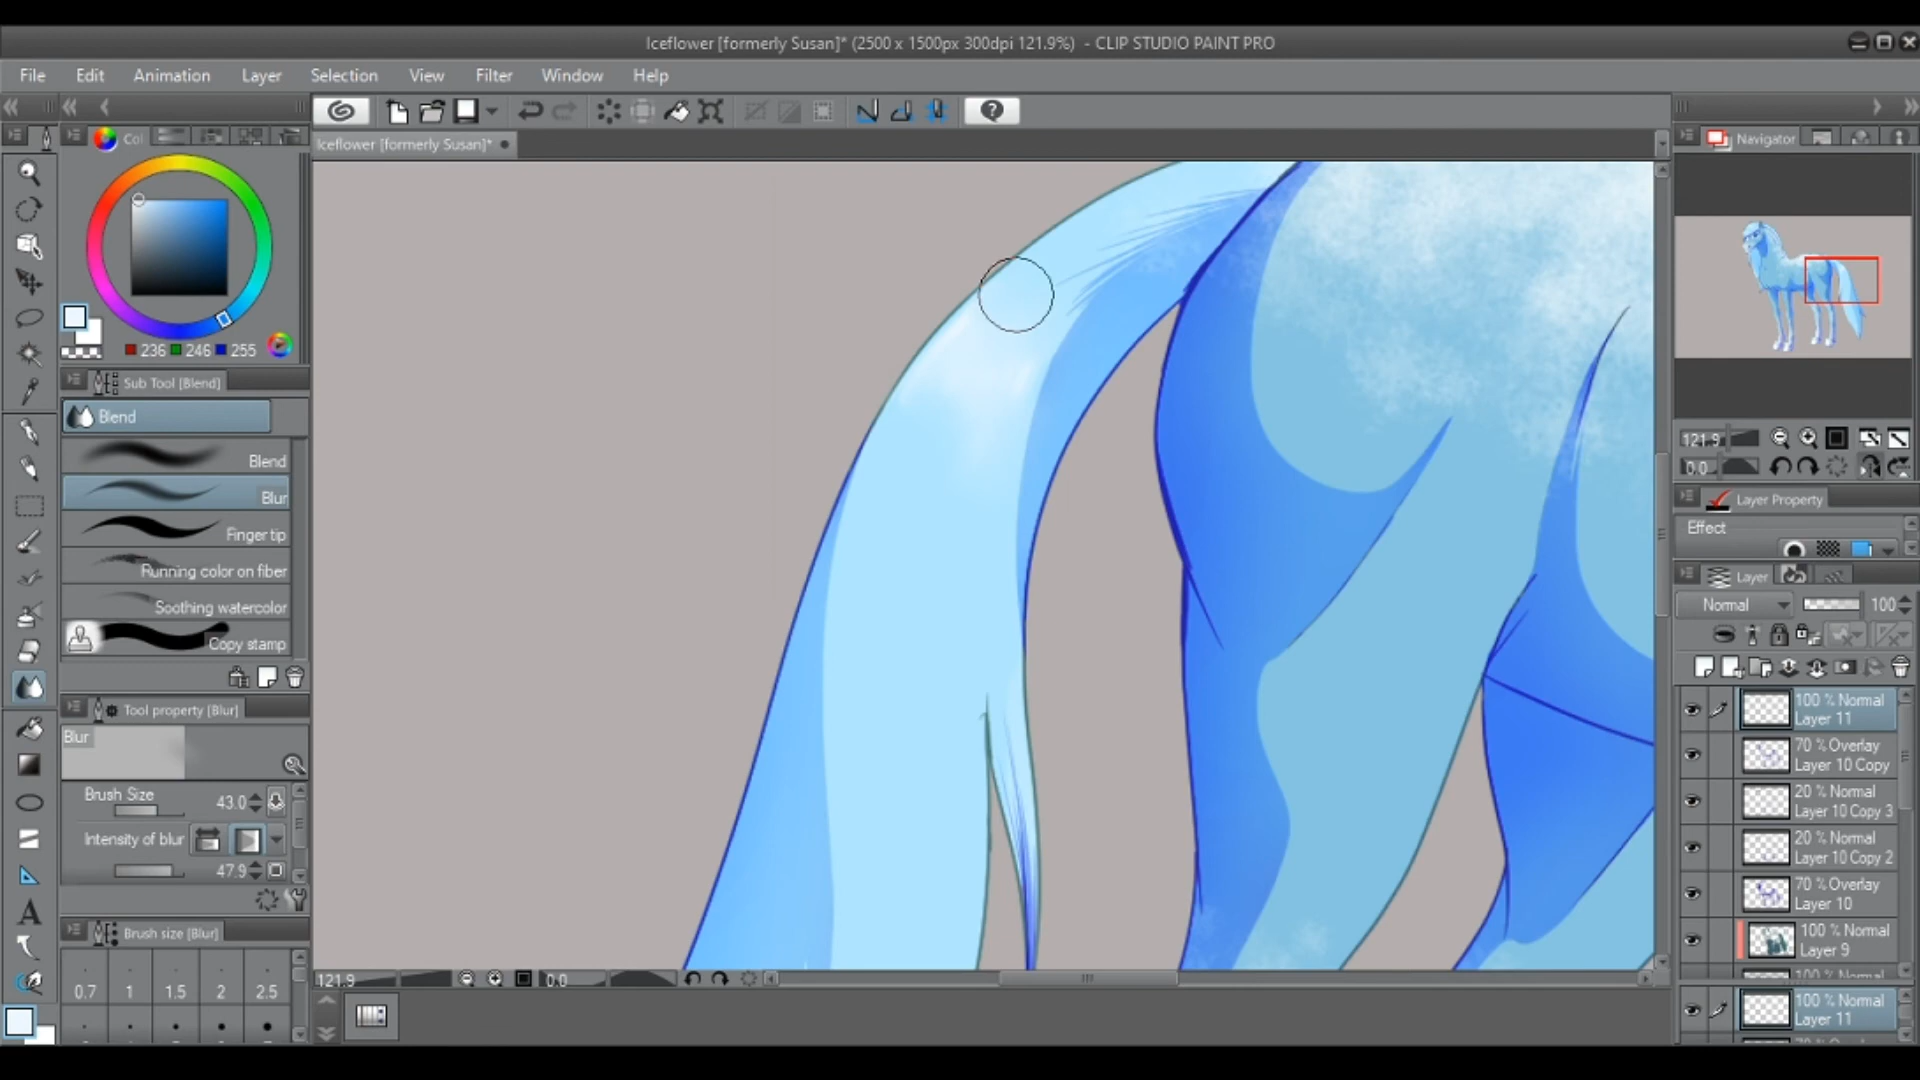 Iceflower [formerly Susan]* (2500 x 1500px 300dpi 121.9%) - CLIP STUDIO PAINT PRO
File Edit Animation Layer Selection View Filter Window Help
Col
Iceflower [formerly Susan]*
Navigator
236 246 255
Sub Tool [Blend]
Blend
Blend
Blur
Finger tip
Running color on fiber
Soothing watercolor
Copy stamp
Tool property [Blur]
Blur
Brush Size 43.0
Intensity of blur
47.9
Brush size [Blur]
0.7 1 1.5 2 2.5
121.9 0.0
121.9
0.0
Layer Property
Effect
Layer
Normal 100
100 % Normal
Layer 11
70 % Overlay
Layer 10 Copy
20 % Normal
Layer 10 Copy 3
20 % Normal
Layer 10 Copy 2
70 % Overlay
Layer 10
100 % Normal
Layer 9
100 % Normal
100 % Normal
Layer 11